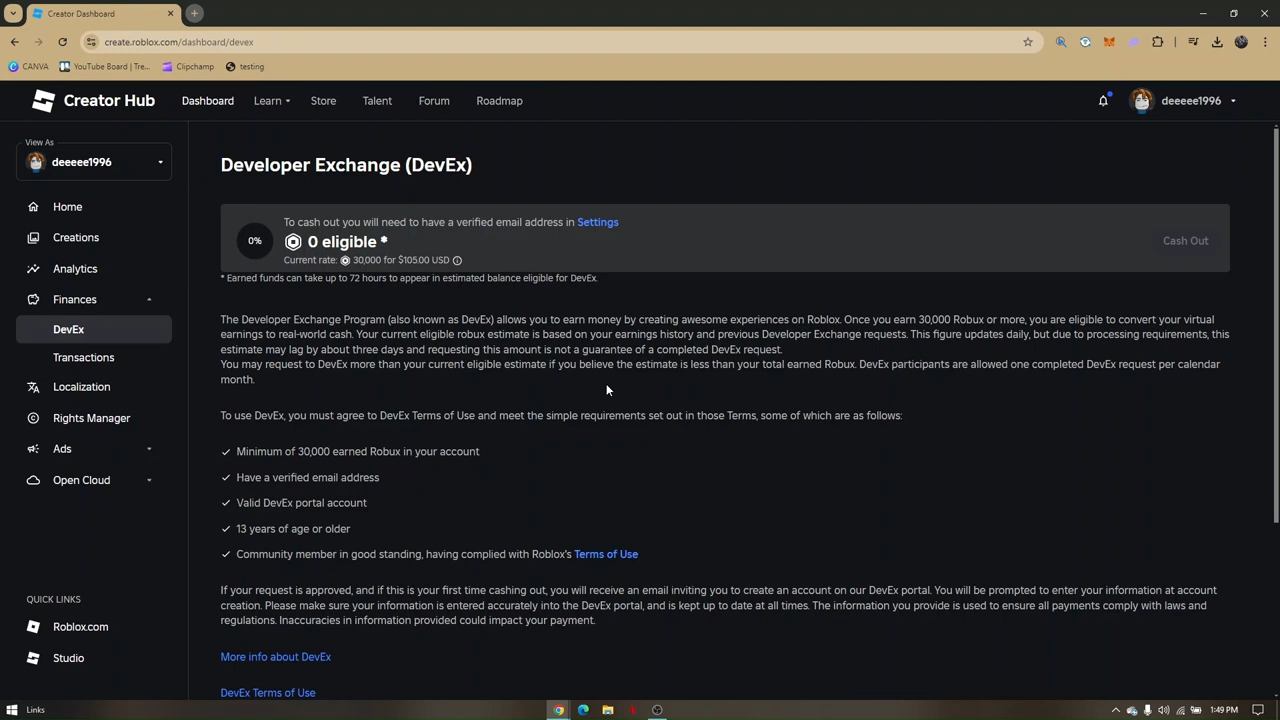 Creator Dashboard
create.roblox.com/dashboard/devex
CANVA
YouTube Board | Tre...
Clipchamp
testing
Creator Hub
Dashboard
Learn
Store
Talent
Forum
Roadmap
deeeee1996
View As
deeeee1996
Home
Creations
Analytics
Finances
DevEx
Transactions
Localization
Rights Manager
Ads
Open Cloud
QUICK LINKS
Roblox.com
Studio
Developer Exchange (DevEx)
0%
To cash out you will need to have a verified email address in Settings
0 eligible *
Current rate: 30,000 for $105.00 USD
Cash Out
* Earned funds can take up to 72 hours to appear in estimated balance eligible for DevEx.
The Developer Exchange Program (also known as DevEx) allows you to earn money by creating awesome experiences on Roblox. Once you earn 30,000 Robux or more, you are eligible to convert your virtual
earnings to real-world cash. Your current eligible robux estimate is based on your earnings history and previous Developer Exchange requests. This figure updates daily, but due to processing requirements, this
estimate may lag by about three days and requesting this amount is not a guarantee of a completed DevEx request.
You may request to DevEx more than your current eligible estimate if you believe the estimate is less than your total earned Robux. DevEx participants are allowed one completed DevEx request per calendar
month.
To use DevEx, you must agree to DevEx Terms of Use and meet the simple requirements set out in those Terms, some of which are as follows:
Minimum of 30,000 earned Robux in your account
Have a verified email address
Valid DevEx portal account
13 years of age or older
Community member in good standing, having complied with Roblox's Terms of Use
If your request is approved, and if this is your first time cashing out, you will receive an email inviting you to create an account on our DevEx portal. You will be prompted to enter your information at account
creation. Please make sure your information is entered accurately into the DevEx portal, and is kept up to date at all times. The information you provide is used to ensure all payments comply with laws and
regulations. Inaccuracies in information provided could impact your payment.
More info about DevEx
DevEx Terms of Use
Links
1:49 PM